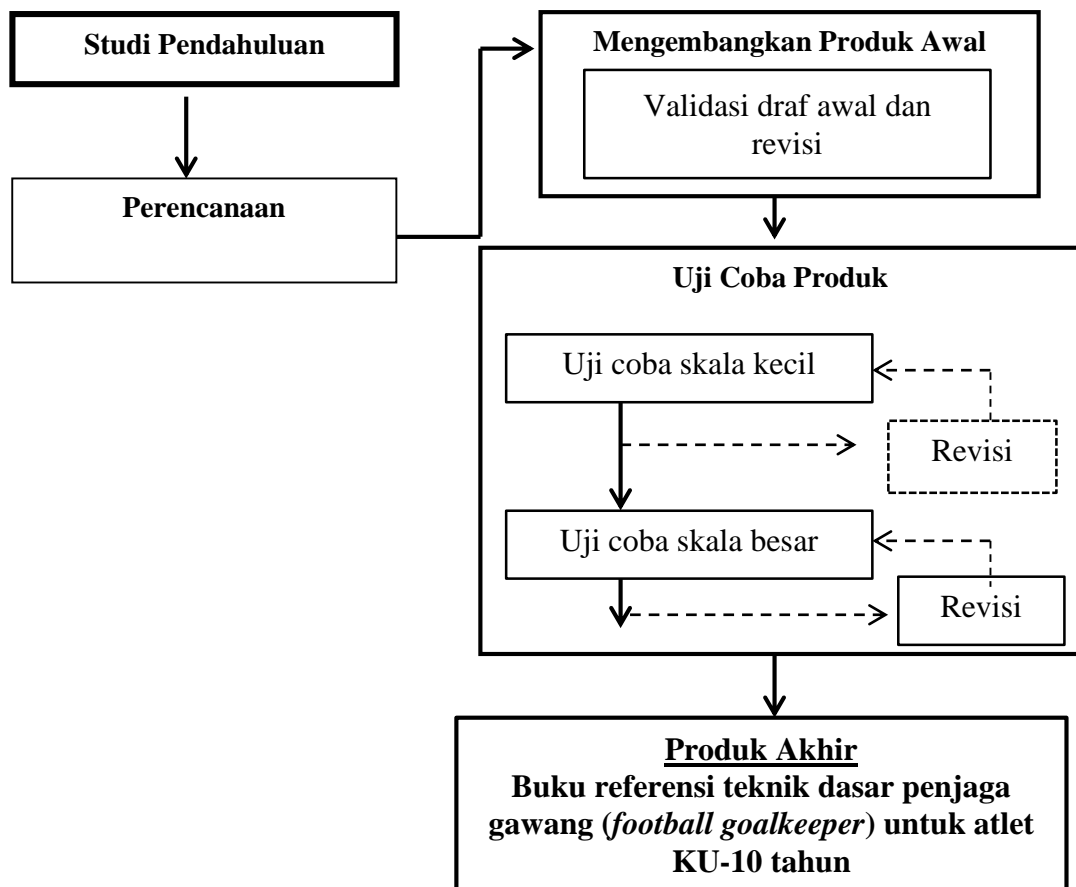 Studi Pendahuluan
Perencanaan
Mengembangkan Produk Awal
Validasi draf awal dan
revisi
Uji Coba Produk
Uji coba skala kecil
Revisi
Uji coba skala besar
Revisi
Produk Akhir
Buku referensi teknik dasar penjaga
gawang (football goalkeeper) untuk atlet
KU-10 tahun